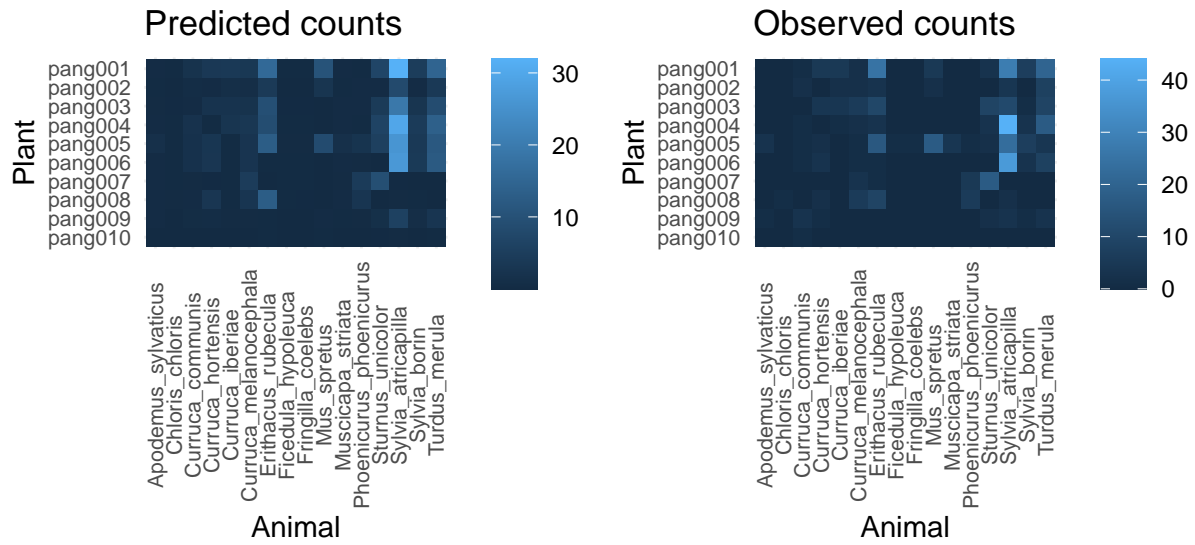 Predicted counts
pang001
pang002
pang003
pang004
pang005
pang006
pang007
pang008
pang009
pang010
Plant
30
20
10
Apodemus_sylvaticus
Chloris_chloris
Curruca_communis
Curruca_hortensis
Curruca_iberiae
Curruca_melanocephala
Erithacus_rubecula
Ficedula_hypoleuca
Fringilla_coelebs
Mus_spretus
Muscicapa_striata
Phoenicurus_phoenicurus
Sturnus_unicolor
Sylvia_atricapilla
Sylvia_borin
Turdus_merula
Animal
Observed counts
pang001
pang002
pang003
pang004
pang005
pang006
pang007
pang008
pang009
pang010
Plant
40
30
20
10
0
Apodemus_sylvaticus
Chloris_chloris
Curruca_communis
Curruca_hortensis
Curruca_iberiae
Curruca_melanocephala
Erithacus_rubecula
Ficedula_hypoleuca
Fringilla_coelebs
Mus_spretus
Muscicapa_striata
Phoenicurus_phoenicurus
Sturnus_unicolor
Sylvia_atricapilla
Sylvia_borin
Turdus_merula
Animal